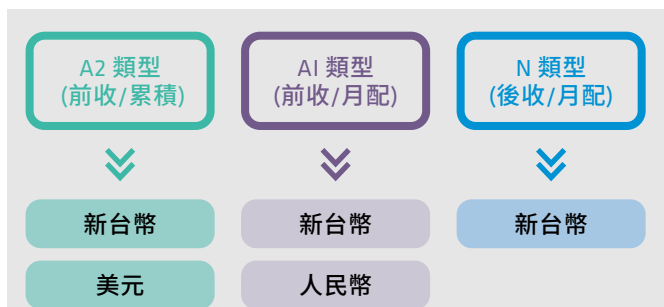 A2 類型
(前收/累積)
AI 類型
(前收/月配)
N 類型
(後收/月配)
新台幣
新台幣
新台幣
美元
人民幣